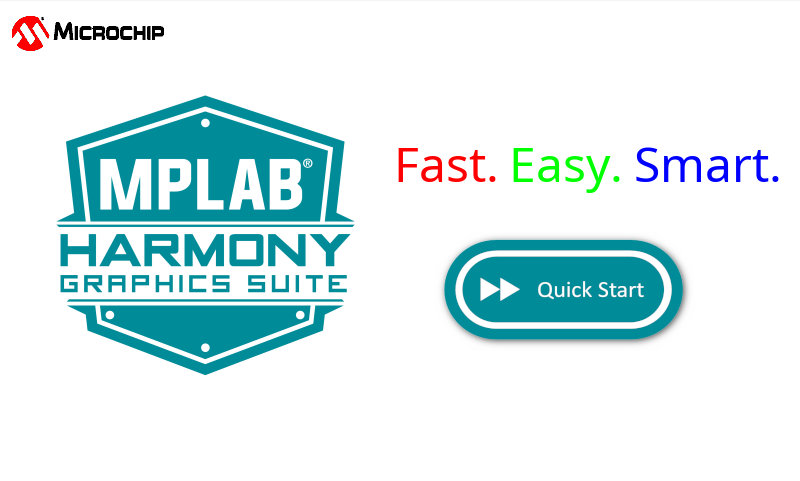 MICROCHIP
MPLAB®
HARMONY
GRAPHICS SUITE
Fast. Easy. Smart.
Quick Start